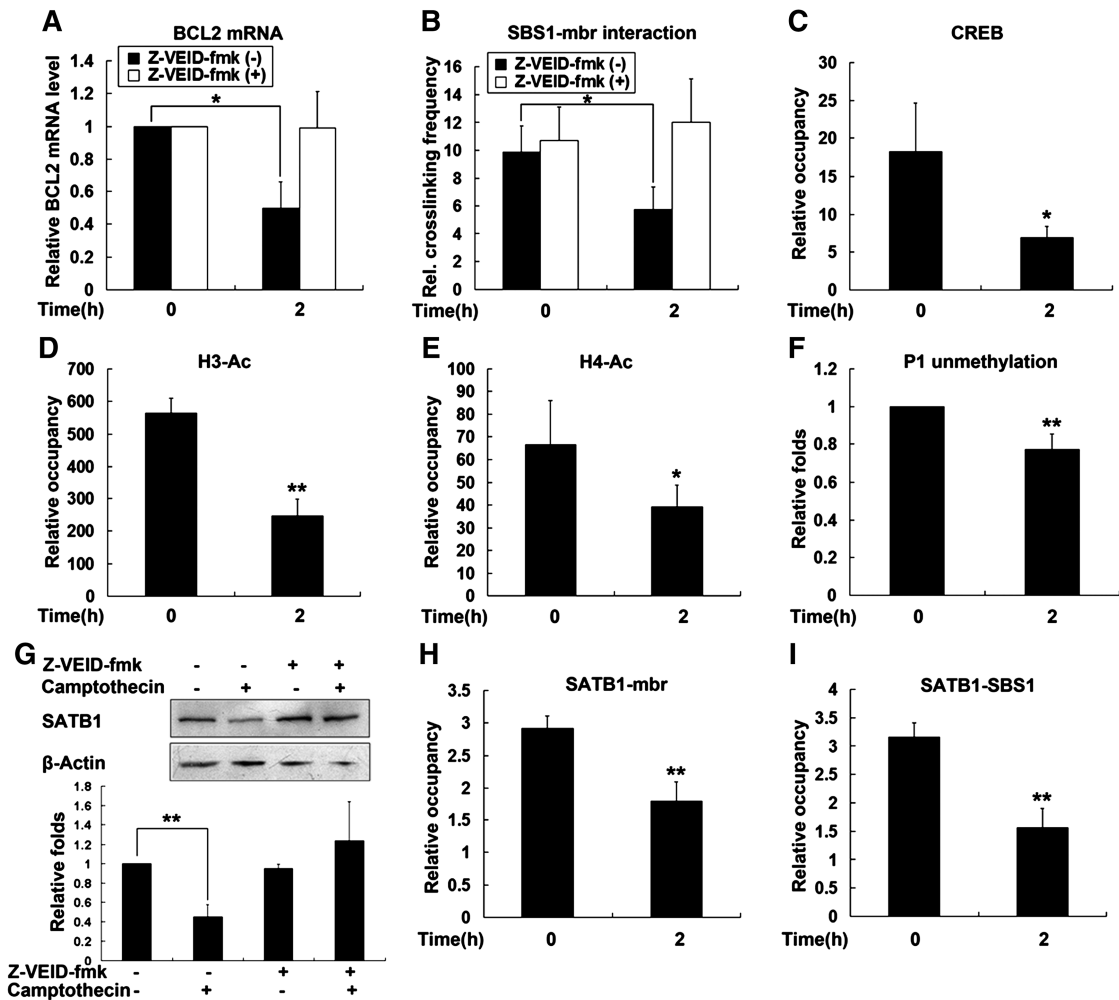 A
BCL2 mRNA
Z-VEID-fmk (-)
Z-VEID-fmk (+)
Relative BCL2 mRNA level
1.4
1.2
1
0.8
0.6
0.4
0.2
0
*
Time(h) 0 2
B
SBS1-mbr interaction
Z-VEID-fmk (-)
Z-VEID-fmk (+)
Rel. crosslinking frequency
16
14
12
10
8
6
4
2
0
*
Time(h) 0 2
C
CREB
Relative occupancy
30
25
20
15
10
5
0
*
Time(h) 0 2
D
H3-Ac
Relative occupancy
700
600
500
400
300
200
100
0
**
Time(h) 0 2
E
H4-Ac
Relative occupancy
100
90
80
70
60
50
40
30
20
10
0
*
Time(h) 0 2
F
P1 unmethylation
Relative folds
1.2
1
0.8
0.6
0.4
0.2
0
**
Time(h) 0 2
G
Z-VEID-fmk - - + +
Camptothecin - + - +
SATB1
β-Actin
Relative folds
1.8
1.6
1.4
1.2
1
0.8
0.6
0.4
0.2
0
**
Z-VEID-fmk - - + +
Camptothecin - + - +
H
SATB1-mbr
Relative occupancy
3.5
3
2.5
2
1.5
1
0.5
0
**
Time(h) 0 2
I
SATB1-SBS1
Relative occupancy
4
3.5
3
2.5
2
1.5
1
0.5
0
**
Time(h) 0 2